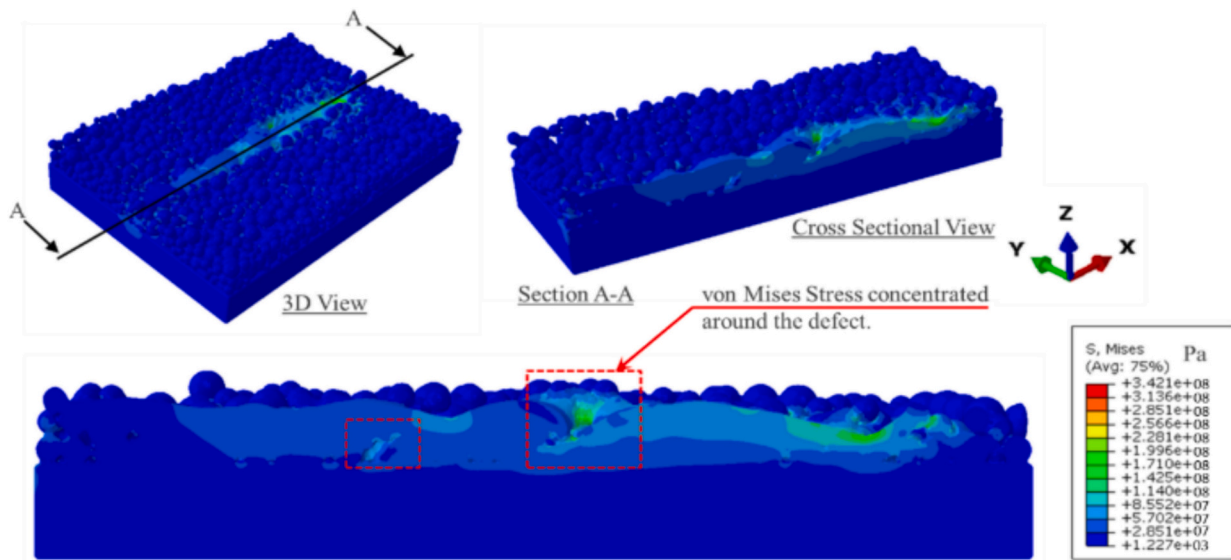 A
A
3D View
Cross Sectional View
Section A-A
Z
Y
X
von Mises Stress concentrated
around the defect.
S, Mises Pa
(Avg: 75%)
+3.421e+08
+3.136e+08
+2.851e+08
+2.566e+08
+2.281e+08
+1.996e+08
+1.710e+08
+1.425e+08
+1.140e+08
+8.552e+07
+5.702e+07
+2.851e+07
+1.227e+03